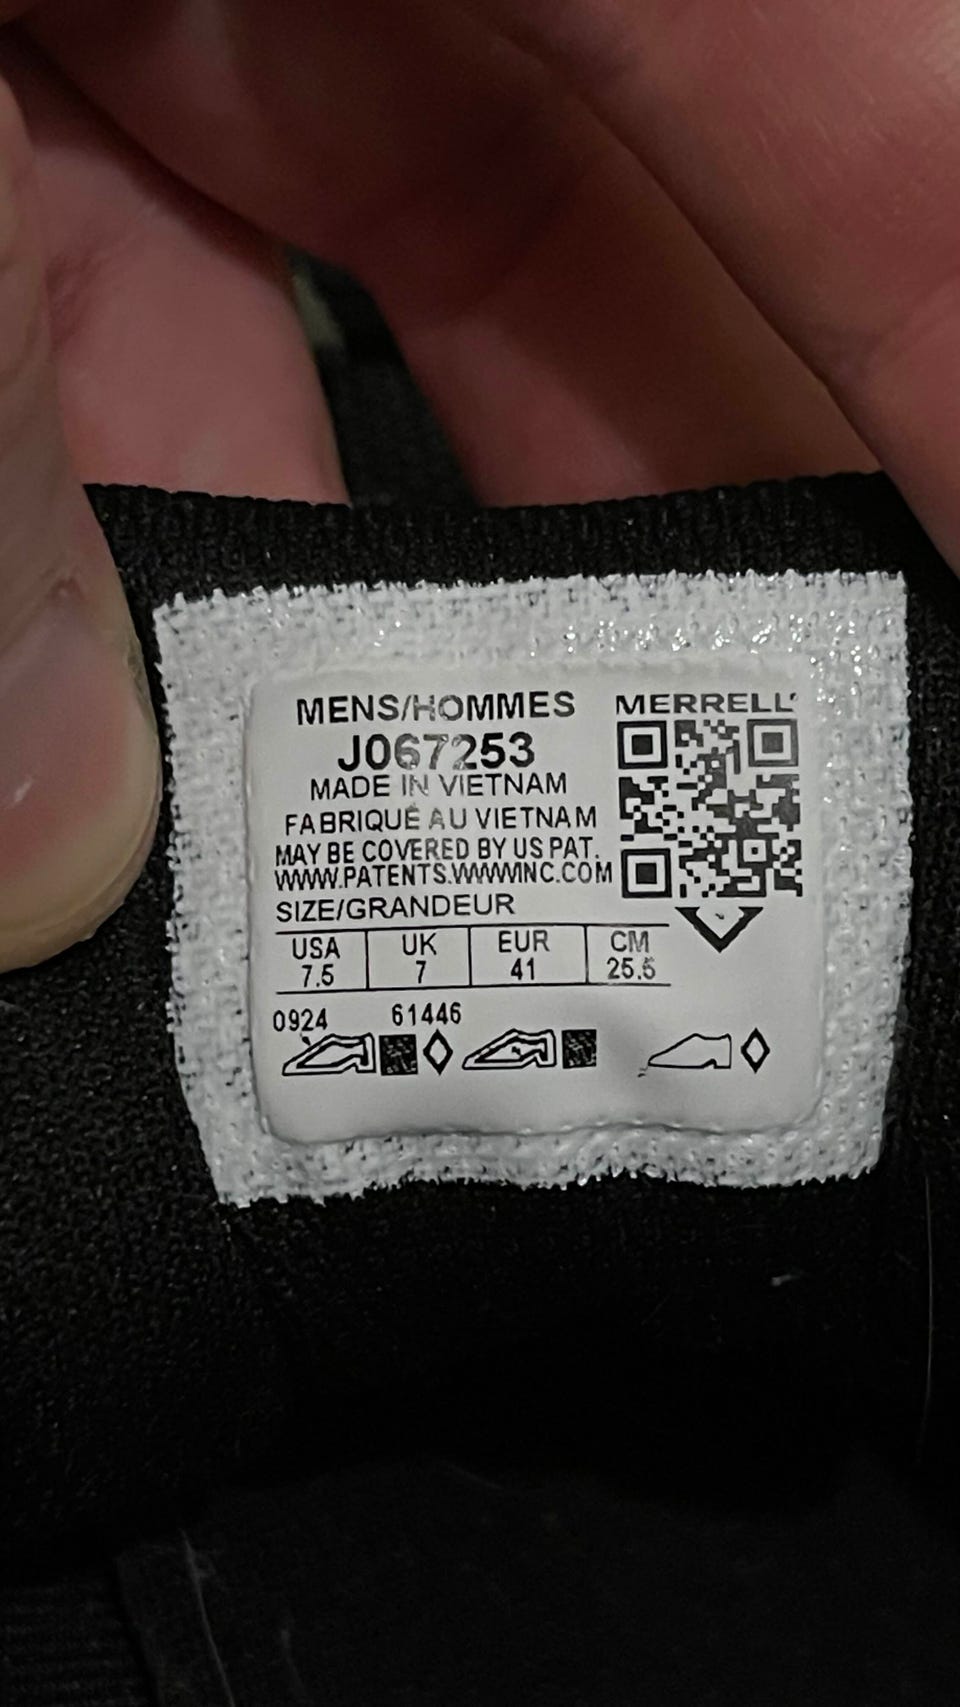 MENS/HOMMES
J067253
MADE IN VIETNAM
FABRIQUÉ AU VIETNAM
MAY BE COVERED BY US PAT.
WWW.PATENTS.WWWINC.COM
SIZE/GRANDEUR
USA UK EUR CM
7.5 7 41 25.5
0924 61446
MERRELL